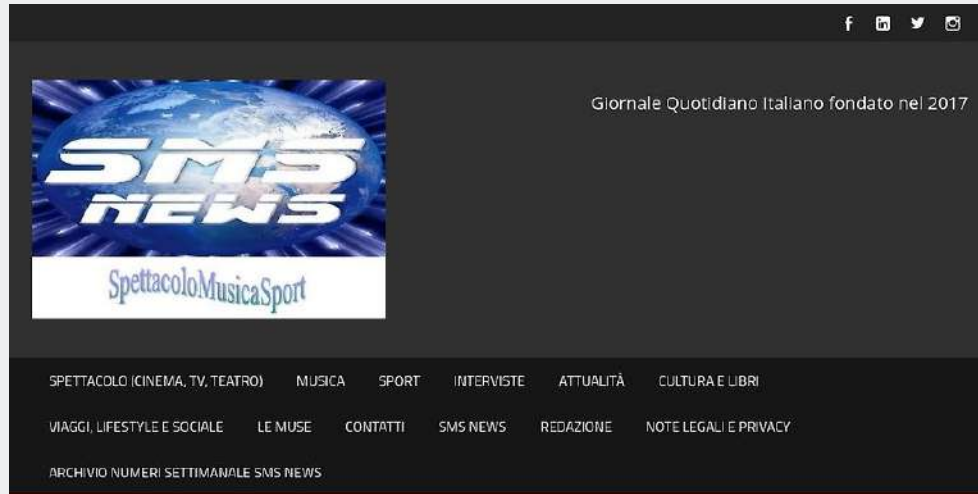 Giornale Quotidiano Italiano fondato nel 2017
SMS
NEWS
SpettacoloMusicaSport
SPETTACOLO (CINEMA, TV, TEATRO) MUSICA SPORT INTERVISTE ATTUALITÀ CULTURA E LIBRI
VIAGGI, LIFESTYLE E SOCIALE LE MUSE CONTATTI SMS NEWS REDAZIONE NOTE LEGALI E PRIVACY
ARCHIVIO NUMERI SETTIMANALE SMS NEWS